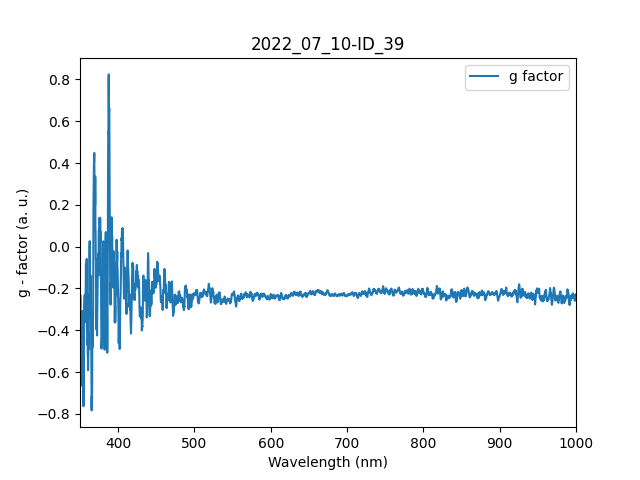 2022_07_10-ID_39
g factor
g - factor (a. u.)
0.8
0.6
0.4
0.2
0.0
−0.2
−0.4
−0.6
−0.8
400 500 600 700 800 900 1000
Wavelength (nm)